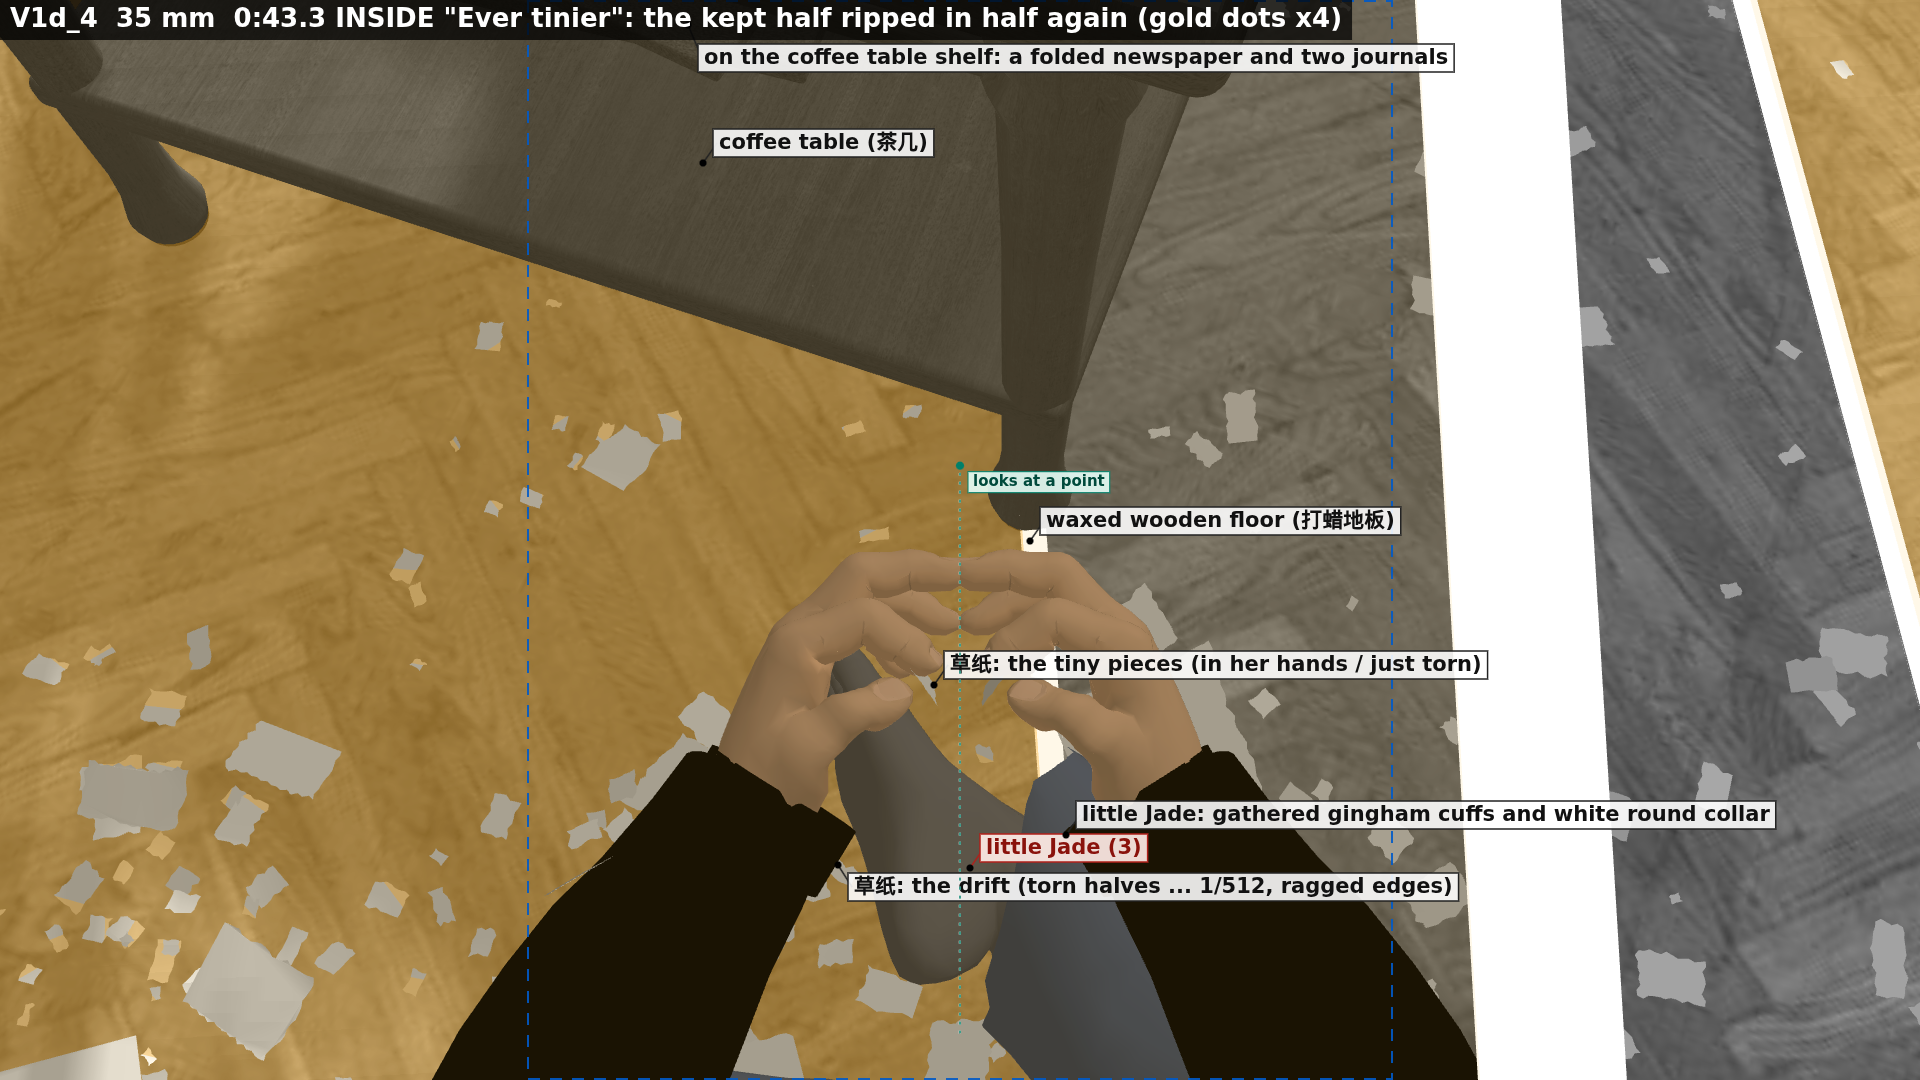 V1d_4  35 mm  0:43.3 INSIDE "Ever tinier": the kept half ripped in half again (gold dots x4)
on the coffee table shelf: a folded newspaper and two journals
coffee table (茶几)
looks at a point
waxed wooden floor (打蜡地板)
草纸: the tiny pieces (in her hands / just torn)
little Jade: gathered gingham cuffs and white round collar
little Jade (3)
草纸: the drift (torn halves ... 1/512, ragged edges)